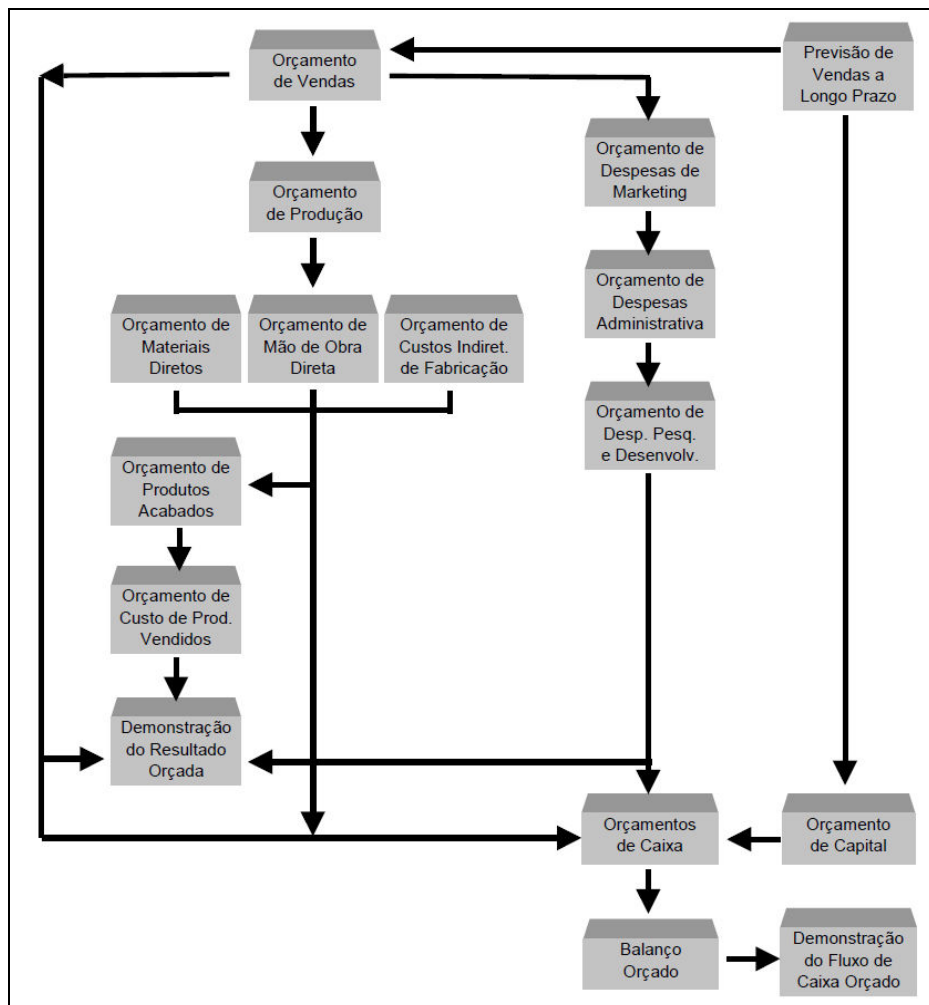 Orçamento
de Vendas
Previsão de
Vendas a
Longo Prazo
Orçamento de
Despesas de
Marketing
Orçamento
de Produção
Orçamento de
Despesas
Administrativa
Orçamento de
Materiais
Diretos
Orçamento de
Mão de Obra
Direta
Orçamento de
Custos Indiret.
de Fabricação
Orçamento de
Desp. Pesq.
e Desenvolv.
Orçamento de
Produtos
Acabados
Orçamento de
Custo de Prod.
Vendidos
Demonstração
do Resultado
Orçada
Orçamentos
de Caixa
Orçamento
de Capital
Balanço
Orçado
Demonstração
do Fluxo de
Caixa Orçado